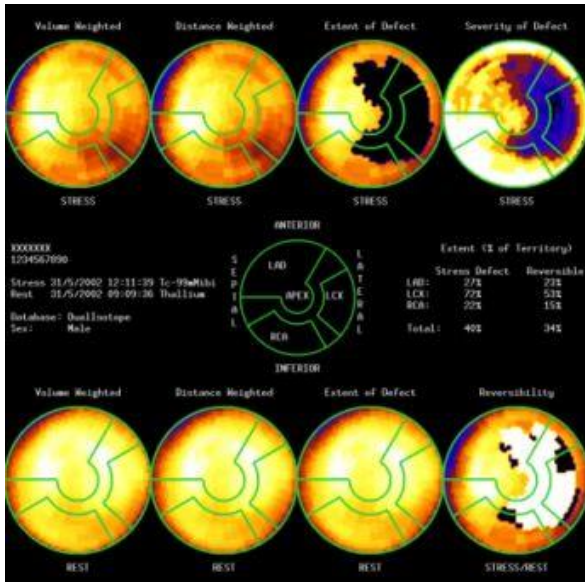 Volume Weighted Distance Weighted Extent of Defect Severity of Defect
STRESS STRESS STRESS STRESS
ANTERIOR
XXXXXXX
1234567890
Stress 31/5/2002 12:11:39 Tc-99mMibi
Rest 31/5/2002 09:09:36 Thallium
Database: DualIsotope
Sex: Male
SEPTAL
LAD
APEX LCX
RCA
LATERAL
INFERIOR
Extent (% of Territory)
Stress Defect Reversible
LAD: 27% 23%
LCX: 72% 53%
RCA: 22% 15%
Total: 40% 34%
Volume Weighted Distance Weighted Extent of Defect Reversibility
REST REST REST STRESS/REST